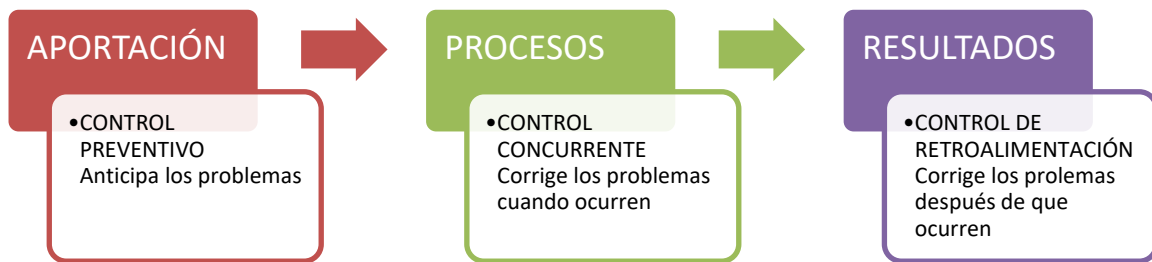 APORTACIÓN
•CONTROL
PREVENTIVO
Anticipa los problemas
PROCESOS
•CONTROL
CONCURRENTE
Corrige los problemas
cuando ocurren
RESULTADOS
•CONTROL DE
RETROALIMENTACIÓN
Corrige los prolemas
después de que
ocurren